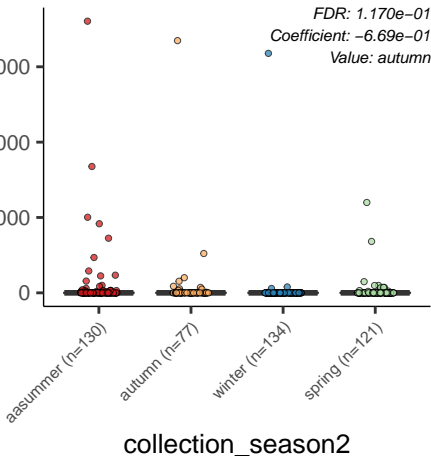 FDR: 1.170e−01
Coefficient: −6.69e−01
Value: autumn
000
000
000
0
aasummer (n=130)
autumn (n=77)
winter (n=134)
spring (n=121)
collection_season2